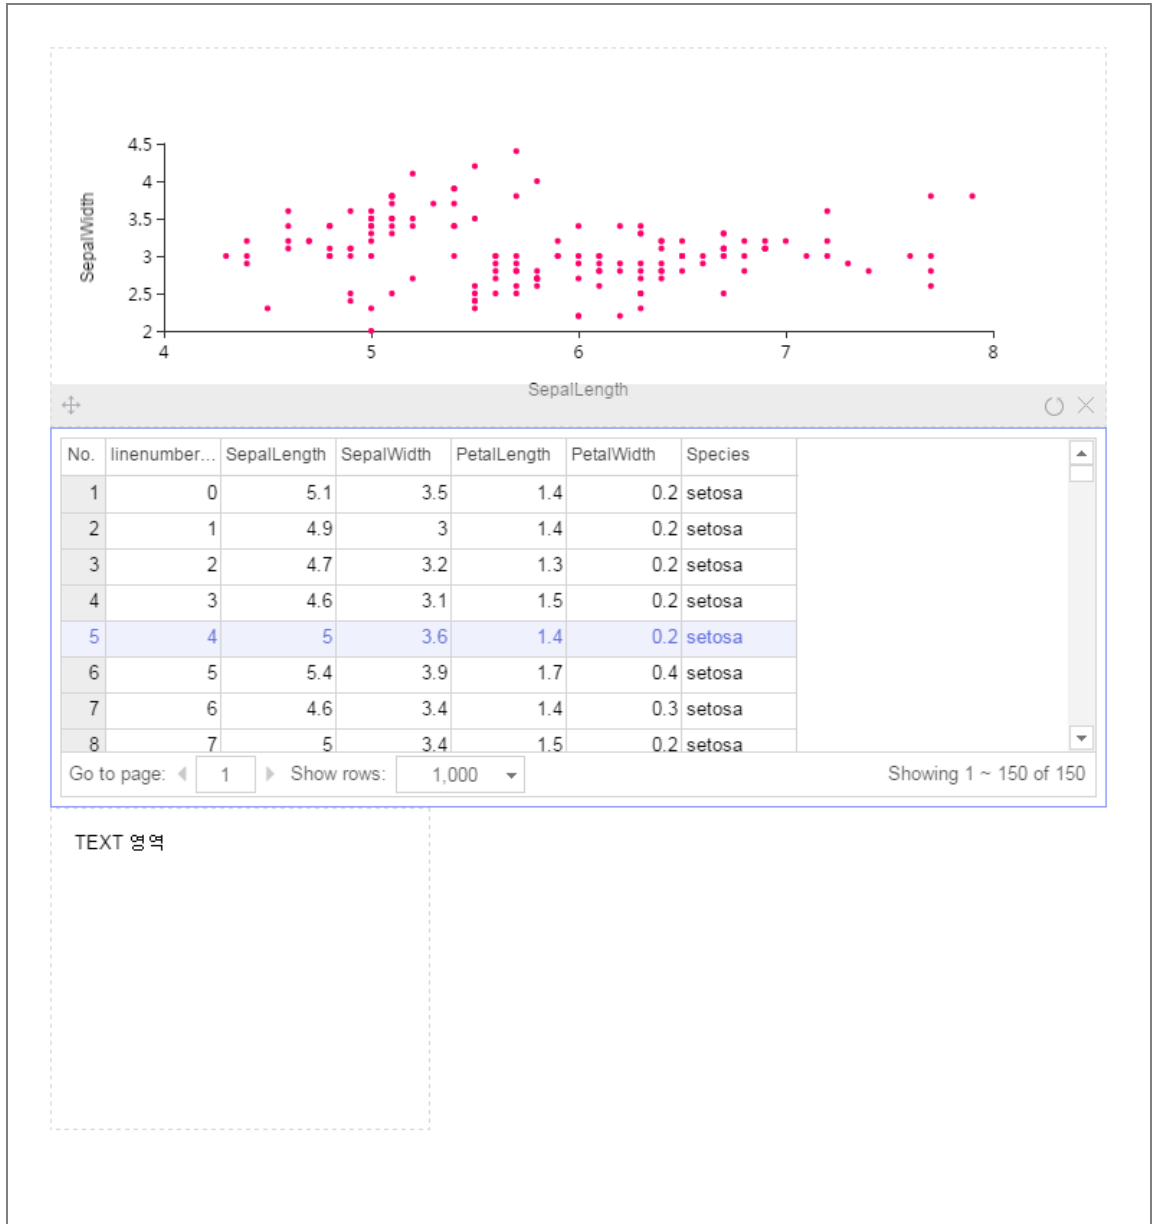 4.5
4
3.5
3
2.5
2
SepalWidth
4 5 6 7 8
SepalLength
No. linenumber... SepalLength SepalWidth PetalLength PetalWidth Species
1 0 5.1 3.5 1.4 0.2 setosa
2 1 4.9 3 1.4 0.2 setosa
3 2 4.7 3.2 1.3 0.2 setosa
4 3 4.6 3.1 1.5 0.2 setosa
5 4 5 3.6 1.4 0.2 setosa
6 5 5.4 3.9 1.7 0.4 setosa
7 6 4.6 3.4 1.4 0.3 setosa
8 7 5 3.4 1.5 0.2 setosa
Go to page: 1 Show rows: 1,000 Showing 1 ~ 150 of 150
TEXT 영역